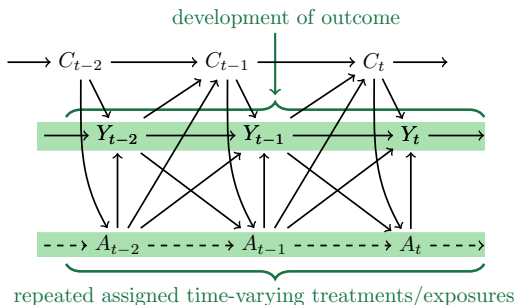 development of outcome
C_{t−2} C_{t−1} C_t
Y_{t−2} Y_{t−1} Y_t
A_{t−2} A_{t−1} A_t
repeated assigned time-varying treatments/exposures